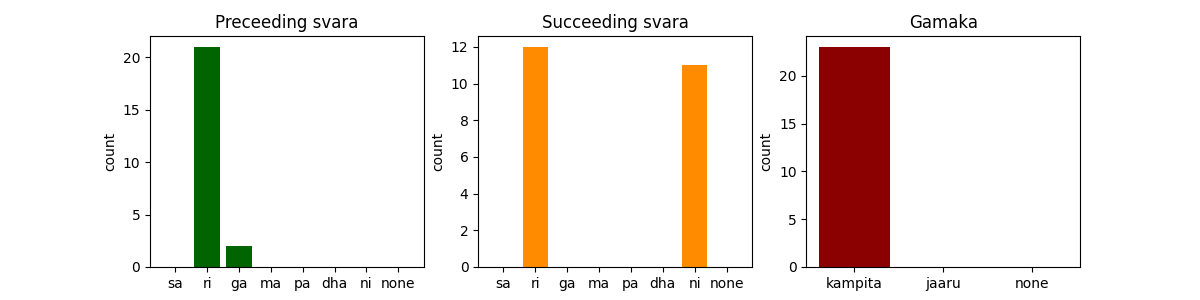 Preceeding svara
count
20
15
10
5
0
sa ri ga ma pa dha ni none
Succeeding svara
count
12
10
8
6
4
2
0
sa ri ga ma pa dha ni none
Gamaka
count
20
15
10
5
0
kampita jaaru none